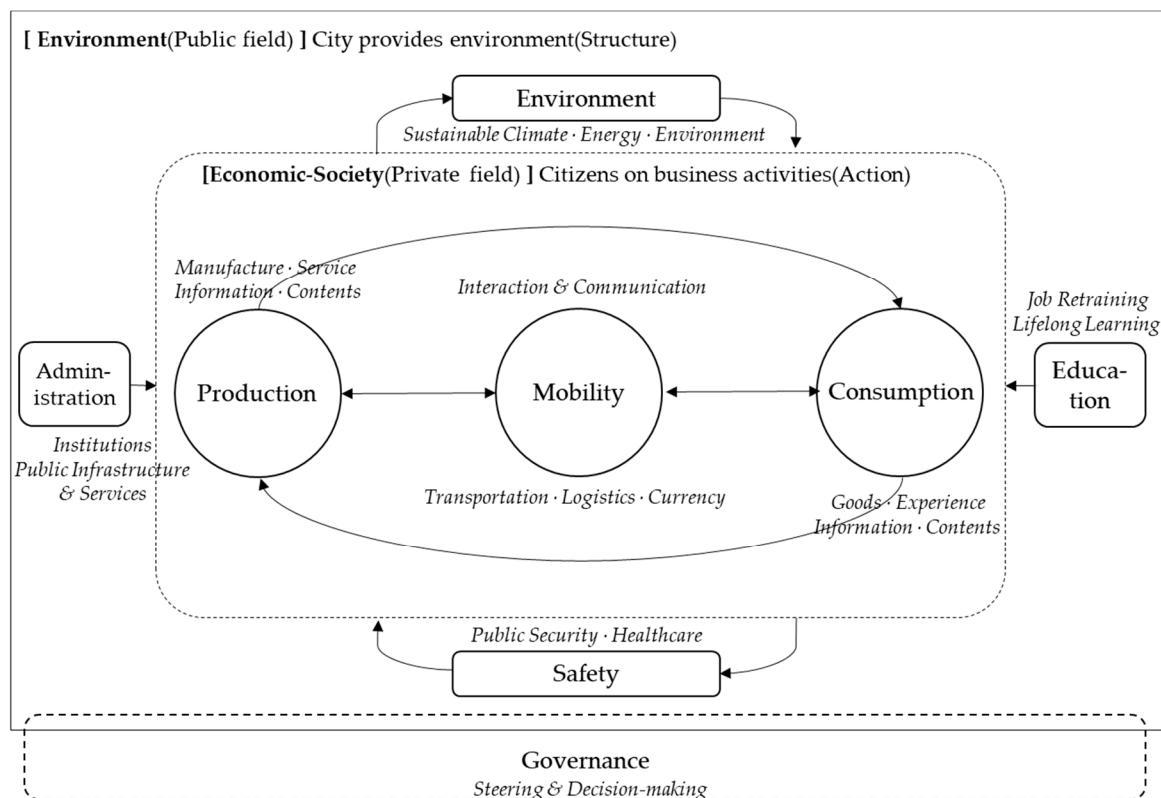 [ Environment(Public field) ] City provides environment(Structure)
Environment
Sustainable Climate · Energy · Environment
[Economic-Society(Private field) ] Citizens on business activities(Action)
Manufacture · Service
Information · Contents
Interaction & Communication
Job Retraining
Lifelong Learning
Admin-
istration
Production
Mobility
Consumption
Educa-
tion
Institutions
Public Infrastructure
& Services
Transportation · Logistics · Currency
Goods · Experience
Information · Contents
Public Security · Healthcare
Safety
Governance
Steering & Decision-making